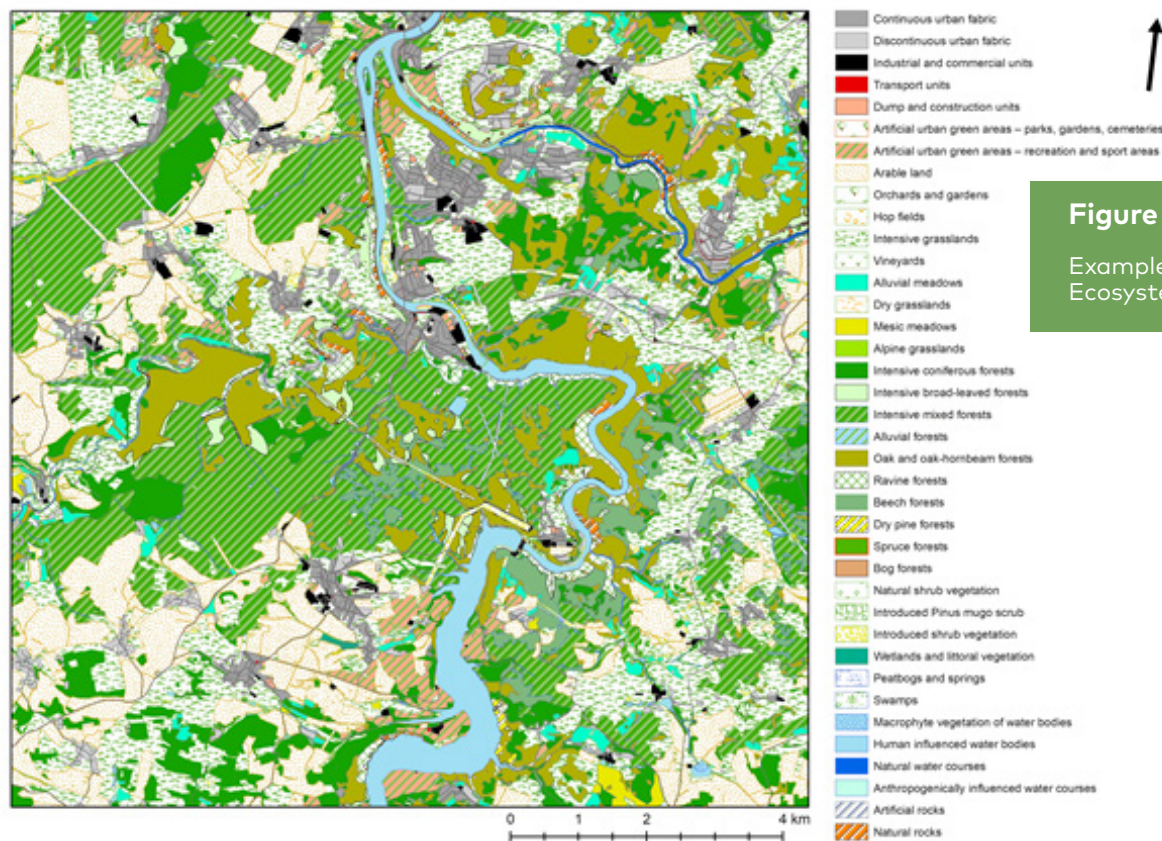 Continuous urban fabric
Discontinuous urban fabric
Industrial and commercial units
Transport units
Dump and construction units
Artificial urban green areas – parks, gardens, cemeteries
Artificial urban green areas – recreation and sport areas
Arable land
Orchards and gardens
Hop fields
Intensive grasslands
Vineyards
Alluvial meadows
Dry grasslands
Mesic meadows
Alpine grasslands
Intensive coniferous forests
Intensive broad-leaved forests
Intensive mixed forests
Alluvial forests
Oak and oak-hornbeam forests
Ravine forests
Beech forests
Dry pine forests
Spruce forests
Bog forests
Natural shrub vegetation
Introduced Pinus mugo scrub
Introduced shrub vegetation
Wetlands and littoral vegetation
Peatbogs and springs
Swamps
Macrophyte vegetation of water bodies
Human influenced water bodies
Natural water courses
Anthropogenically influenced water courses
Artificial rocks
Natural rocks
Figure
Example
Ecosyste
0 1 2 4 km